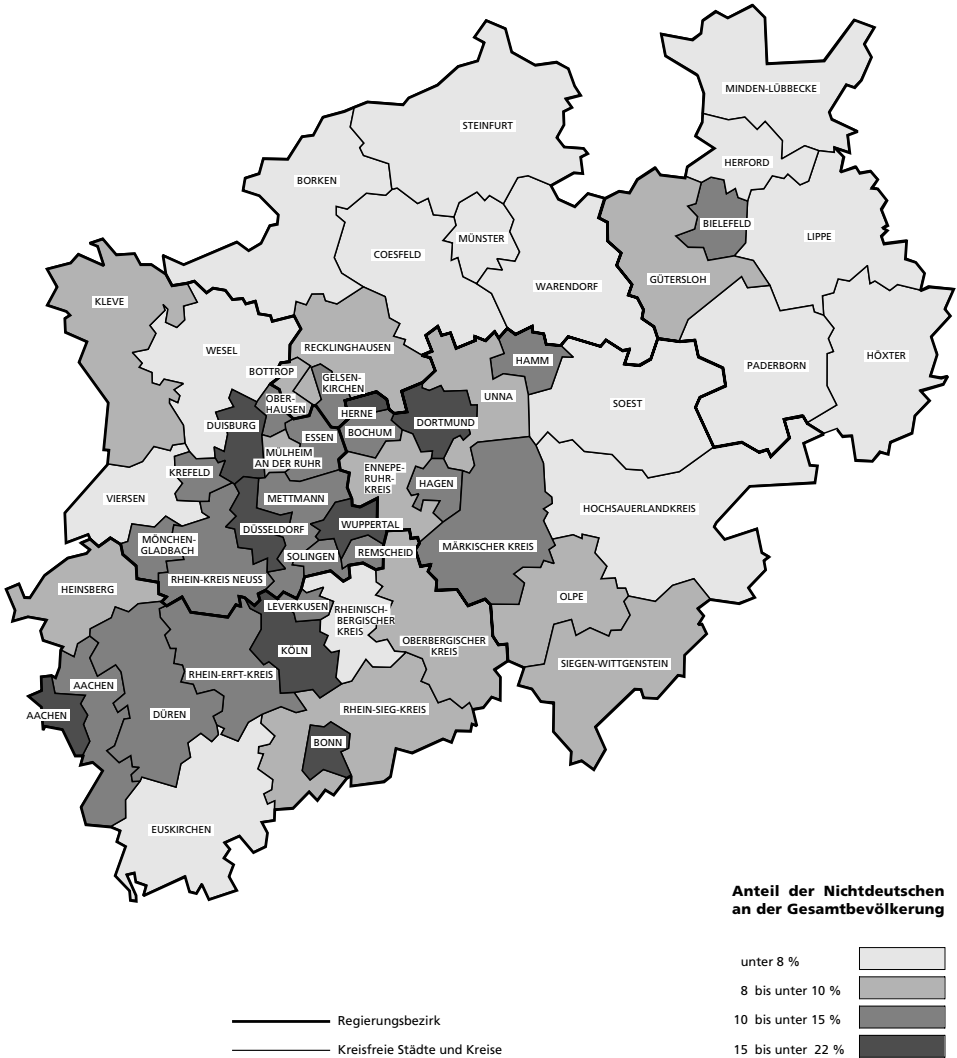 MINDEN-LÜBBECKE
STEINFURT
HERFORD
BORKEN
BIELEFELD
LIPPE
MÜNSTER
COESFELD
GÜTERSLOH
WARENDORF
KLEVE
RECKLINGHAUSEN
WESEL
HAMM
HÖXTER
PADERBORN
BOTTROP
GELSEN-
KIRCHEN
UNNA
OBER-
HAUSEN
SOEST
HERNE
DORTMUND
DUISBURG
BOCHUM
ESSEN
MÜLHEIM
AN DER RUHR
KREFELD
ENNEPE-
RUHR-
KREIS
HAGEN
VIERSEN
METTMANN
HOCHSAUERLANDKREIS
WUPPERTAL
DÜSSELDORF
MÖNCHEN-
GLADBACH
MÄRKISCHER KREIS
REMSCHEID
SOLINGEN
RHEIN-KREIS NEUSS
HEINSBERG
OLPE
LEVERKUSEN
RHEINISCH-
BERGISCHER
KREIS
OBERBERGISCHER
KREIS
KÖLN
SIEGEN-WITTGENSTEIN
RHEIN-ERFT-KREIS
AACHEN
RHEIN-SIEG-KREIS
DÜREN
AACHEN
BONN
EUSKIRCHEN
Anteil der Nichtdeutschen
an der Gesamtbevölkerung
unter 8 %
8 bis unter 10 %
10 bis unter 15 %
15 bis unter 22 %
Regierungsbezirk
Kreisfreie Städte und Kreise